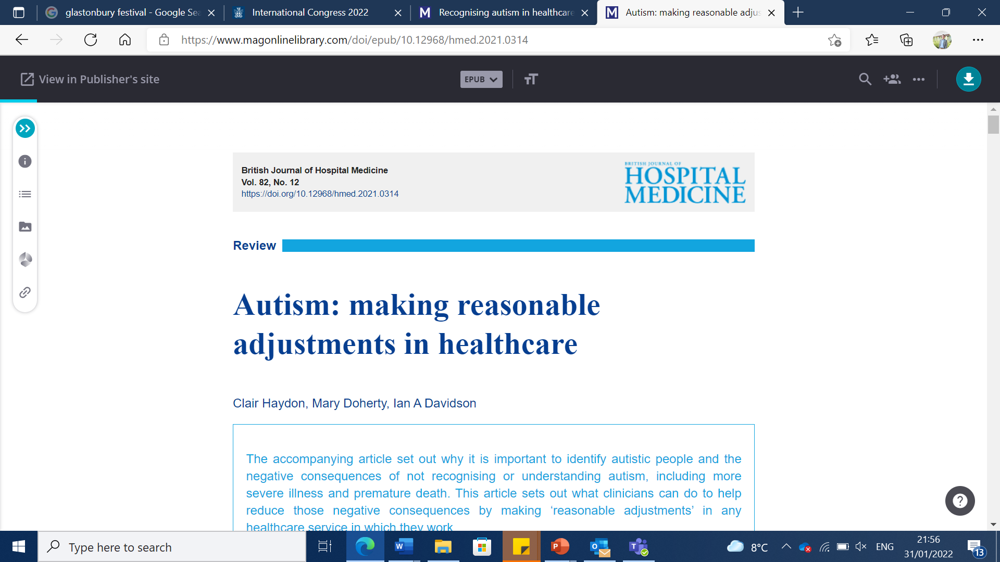 glastonbury festival - Google Sea
International Congress 2022
Recognising autism in healthcare
Autism: making reasonable adjus
https://www.magonlinelibrary.com/doi/epub/10.12968/hmed.2021.0314
View in Publisher's site
EPUB
British Journal of Hospital Medicine
Vol. 82, No. 12
https://doi.org/10.12968/hmed.2021.0314
BRITISH JOURNAL OF
HOSPITAL
MEDICINE
Review
Autism: making reasonable
adjustments in healthcare
Clair Haydon, Mary Doherty, Ian A Davidson
The accompanying article set out why it is important to identify autistic people and the
negative consequences of not recognising or understanding autism, including more
severe illness and premature death. This article sets out what clinicians can do to help
reduce those negative consequences by making ‘reasonable adjustments’ in any
healthcare service in which they work
Type here to search
8°C
ENG
21:56
31/01/2022
13